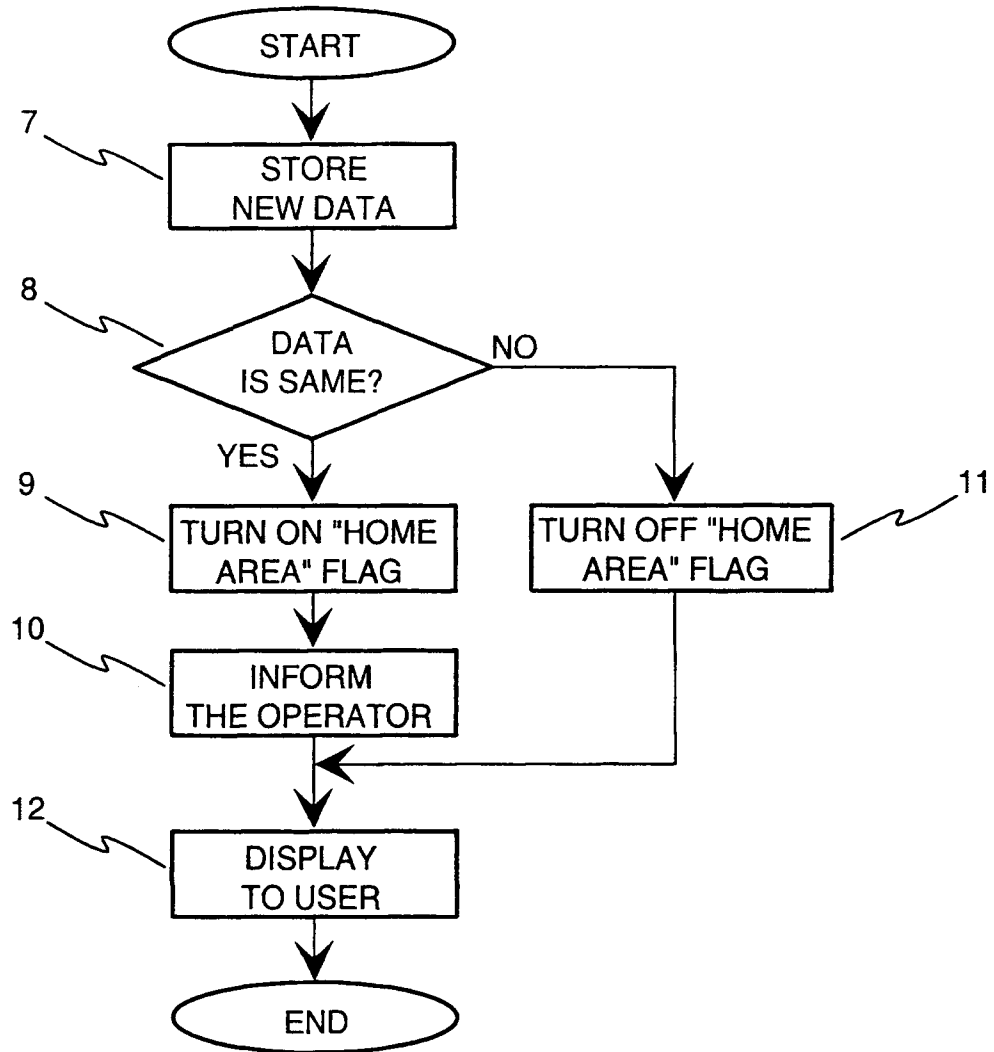 START
7
STORE
NEW DATA
8
DATA
IS SAME?
NO
YES
9
TURN ON "HOME
AREA" FLAG
11
TURN OFF "HOME
AREA" FLAG
10
INFORM
THE OPERATOR
12
DISPLAY
TO USER
END